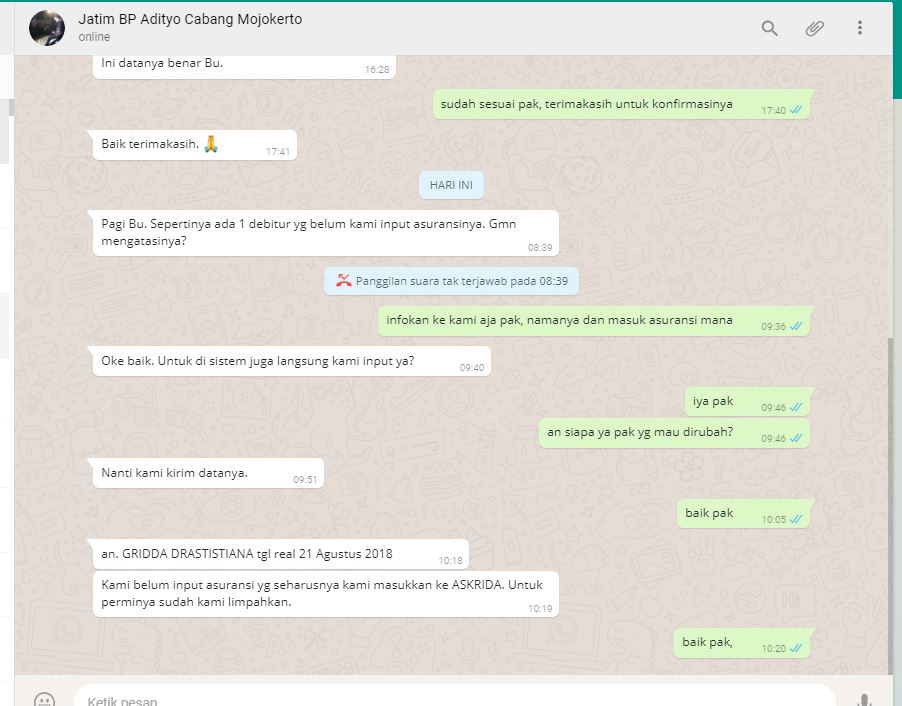 Jatim BP Adityo Cabang Mojokerto
online
Ini datanya benar Bu.
16:28
sudah sesuai pak, terimakasih untuk konfirmasinya
17:40
Baik terimakasih. 🙏
17:41
HARI INI
Pagi Bu. Sepertinya ada 1 debitur yg belum kami input asuransinya. Gmn
mengatasinya?
08:39
Panggilan suara tak terjawab pada 08:39
infokan ke kami aja pak, namanya dan masuk asuransi mana
09:36
Oke baik. Untuk di sistem juga langsung kami input ya?
09:40
iya pak
09:46
an siapa ya pak yg mau dirubah?
09:46
Nanti kami kirim datanya.
09:51
baik pak
10:05
an. GRIDDA DRASTISTIANA tgl real 21 Agustus 2018
10:18
Kami belum input asuransi yg seharusnya kami masukkan ke ASKRIDA. Untuk
perminya sudah kami limpahkan.
10:19
baik pak,
10:20
Ketik pesan